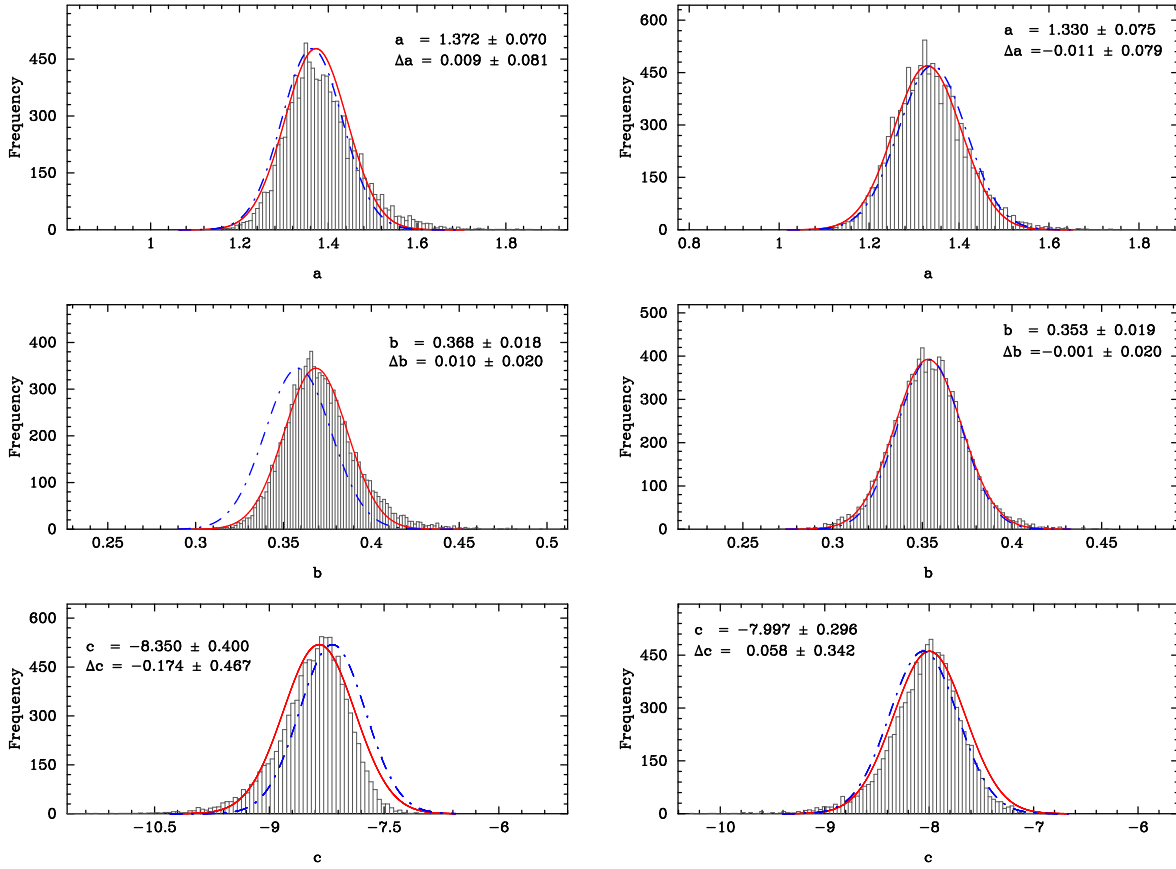 a = 1.372 ± 0.070
Δa = 0.009 ± 0.081
Frequency
450
300
150
0
1
1.2
1.4
1.6
1.8
a
a = 1.330 ± 0.075
Δa =−0.011 ± 0.079
Frequency
600
450
300
150
0
0.8
1
1.2
1.4
1.6
1.8
a
b = 0.368 ± 0.018
Δb = 0.010 ± 0.020
Frequency
400
300
200
100
0
0.25
0.3
0.35
0.4
0.45
0.5
b
b = 0.353 ± 0.019
Δb =−0.001 ± 0.020
Frequency
500
400
300
200
100
0
0.25
0.3
0.35
0.4
0.45
b
c = −8.350 ± 0.400
Δc = −0.174 ± 0.467
Frequency
600
450
300
150
0
−10.5
−9
−7.5
−6
c
c = −7.997 ± 0.296
Δc = 0.058 ± 0.342
Frequency
450
300
150
0
−10
−9
−8
−7
−6
c